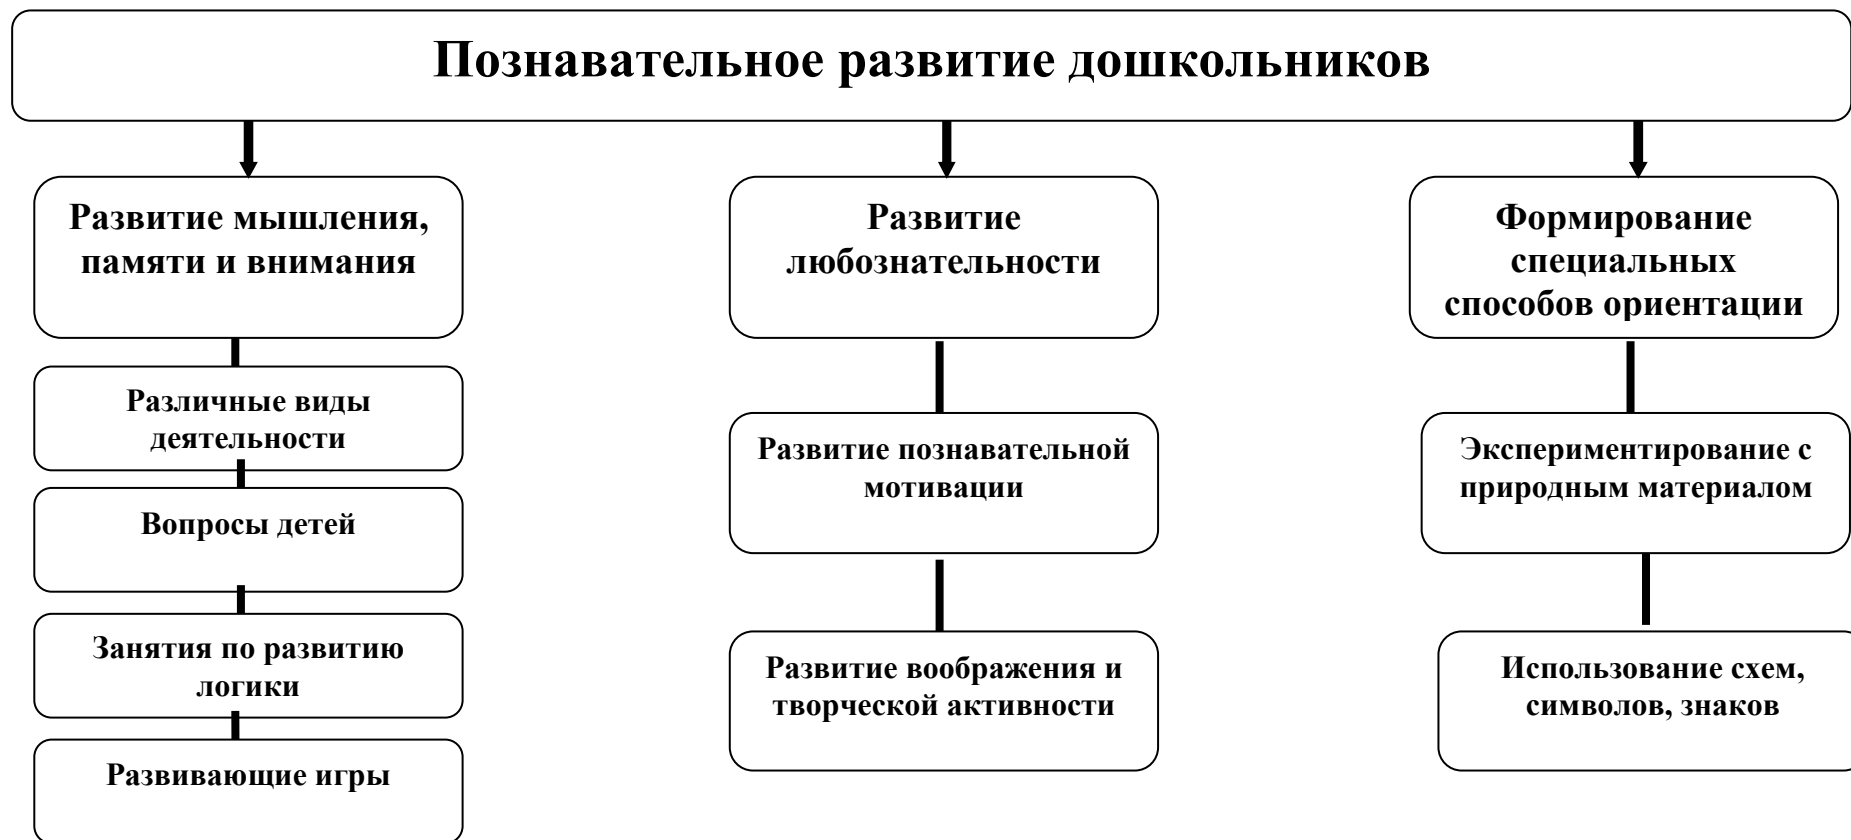 Познавательное развитие дошкольников
Развитие мышления,
памяти и внимания
Различные виды
деятельности
Вопросы детей
Занятия по развитию
логики
Развивающие игры
Развитие
любознательности
Развитие познавательной
мотивации
Развитие воображения и
творческой активности
Формирование
специальных
способов ориентации
Экспериментирование с
природным материалом
Использование схем,
символов, знаков